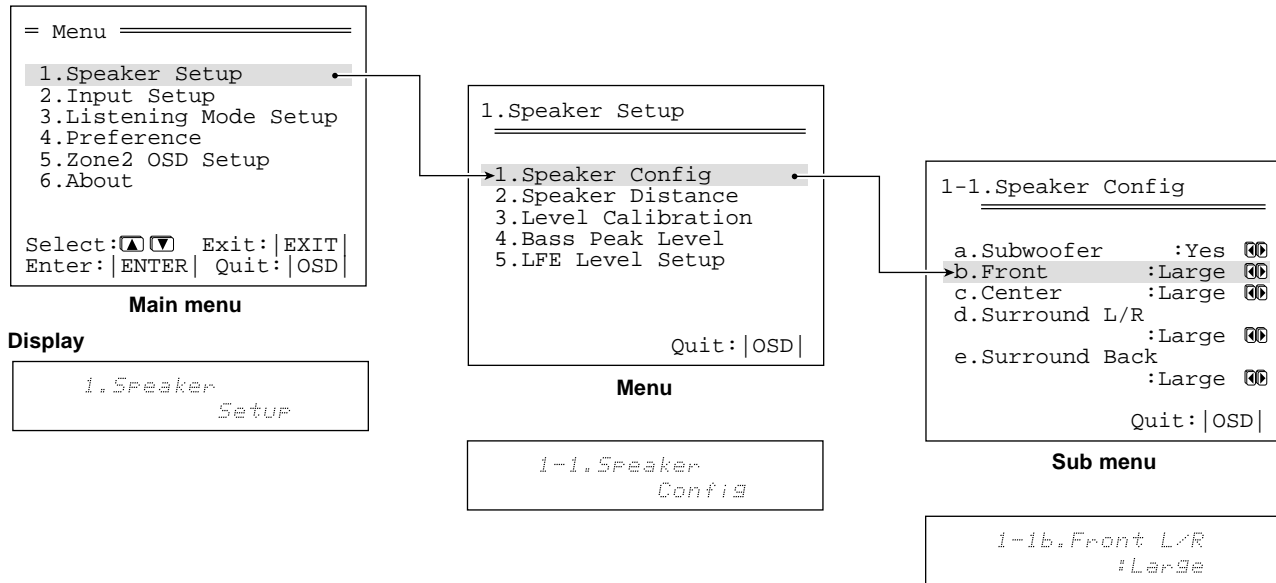 = Menu
1.Speaker Setup
2.Input Setup
3.Listening Mode Setup
4.Preference
5.Zone2 OSD Setup
6.About
Select:▲▼ Exit:|EXIT|
Enter:|ENTER| Quit:|OSD|
Main menu
Display
1.Speaker
Setup
1.Speaker Setup
1.Speaker Config
2.Speaker Distance
3.Level Calibration
4.Bass Peak Level
5.LFE Level Setup
Quit:|OSD|
Menu
1-1.Speaker
Config
1-1.Speaker Config
a.Subwoofer :Yes ◀▶
b.Front :Large ◀▶
c.Center :Large ◀▶
d.Surround L/R
:Large ◀▶
e.Surround Back
:Large ◀▶
Quit:|OSD|
Sub menu
1-1b.Front L/R
:Large